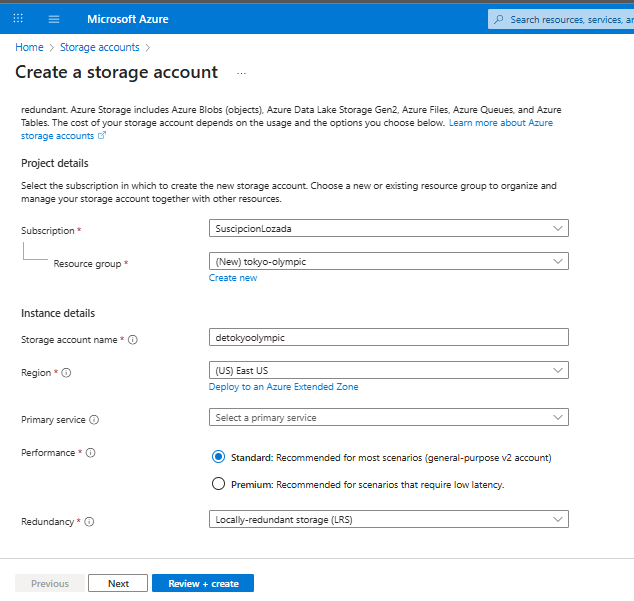 Microsoft Azure
Search resources, services, ar
Home > Storage accounts >
Create a storage account ...
redundant. Azure Storage includes Azure Blobs (objects), Azure Data Lake Storage Gen2, Azure Files, Azure Queues, and Azure
Tables. The cost of your storage account depends on the usage and the options you choose below. Learn more about Azure
storage accounts
Project details
Select the subscription in which to create the new storage account. Choose a new or existing resource group to organize and
manage your storage account together with other resources.
Subscription * SuscipcionLozada
Resource group * (New) tokyo-olympic
Create new
Instance details
Storage account name * detokyoolympic
Region * (US) East US
Deploy to an Azure Extended Zone
Primary service Select a primary service
Performance * Standard: Recommended for most scenarios (general-purpose v2 account)
Premium: Recommended for scenarios that require low latency.
Redundancy * Locally-redundant storage (LRS)
Previous Next Review + create